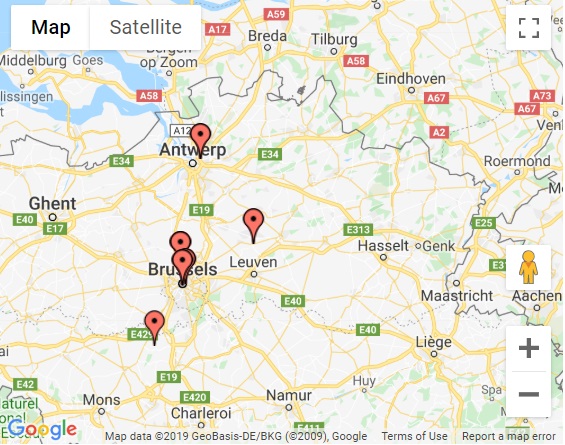 Map
Satellite
A17
Middelburg
Goes
Bergen
op Zoom
Breda
Tilburg
A59
A58
A58
Eindhoven
A67
A73
A67
A12
Antwerp
A2
E34
E34
Roermond
Ghent
E40
E17
E19
E313
E25
Hasselt
Genk
Brussels
Leuven
E40
Maastricht
Aachen
E429
E40
Liège
E42
E19
Huy
Mons
E420
Namur
Charleroi
E411
Google
Map data ©2019 GeoBasis-DE/BKG (©2009), Google
Terms of Use
Report a map error